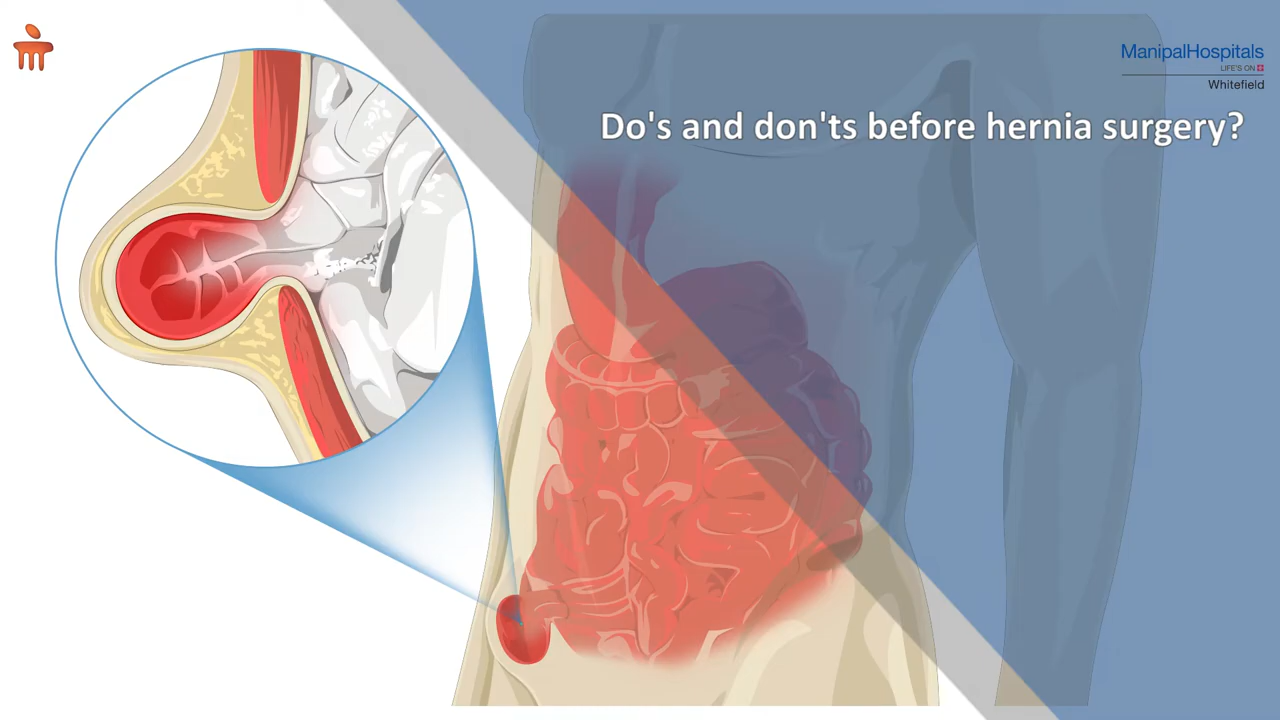 ManipalHospitals
LIFE'S ON
Whitefield
Do's and don'ts before hernia surgery?